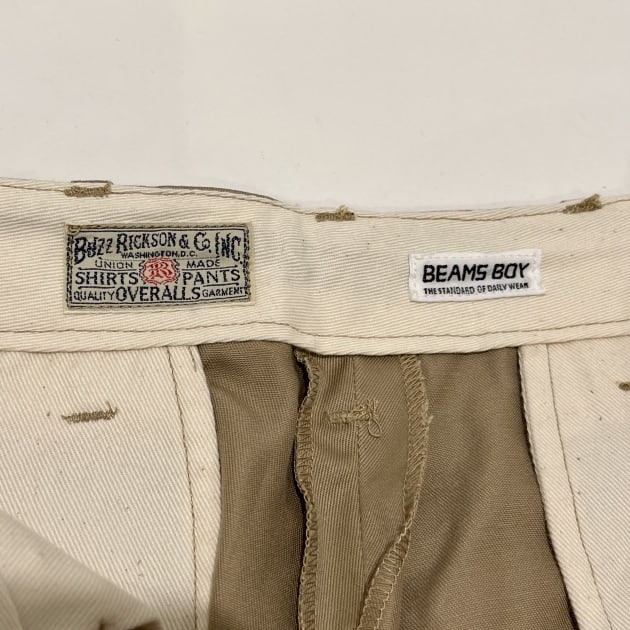 Buzz Rickson & Co. Inc
WASHINGTON,D.C.
UNION MADE
SHIRTS PANTS
QUALITY OVERALLS GARMENT
BEAMS BOY
THE STANDARD OF DAILY WEAR